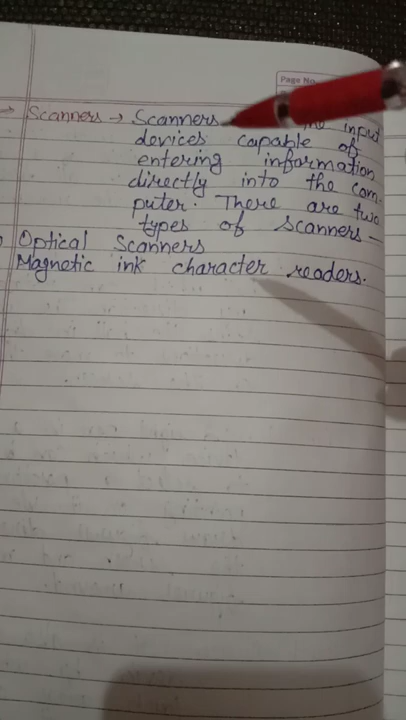 Page No
→ Scanners → Scanners the input
devices capable of
entering information
directly into the com-
puter. There are two
types of Scanners-
Optical Scanners
Magnetic ink character readers.